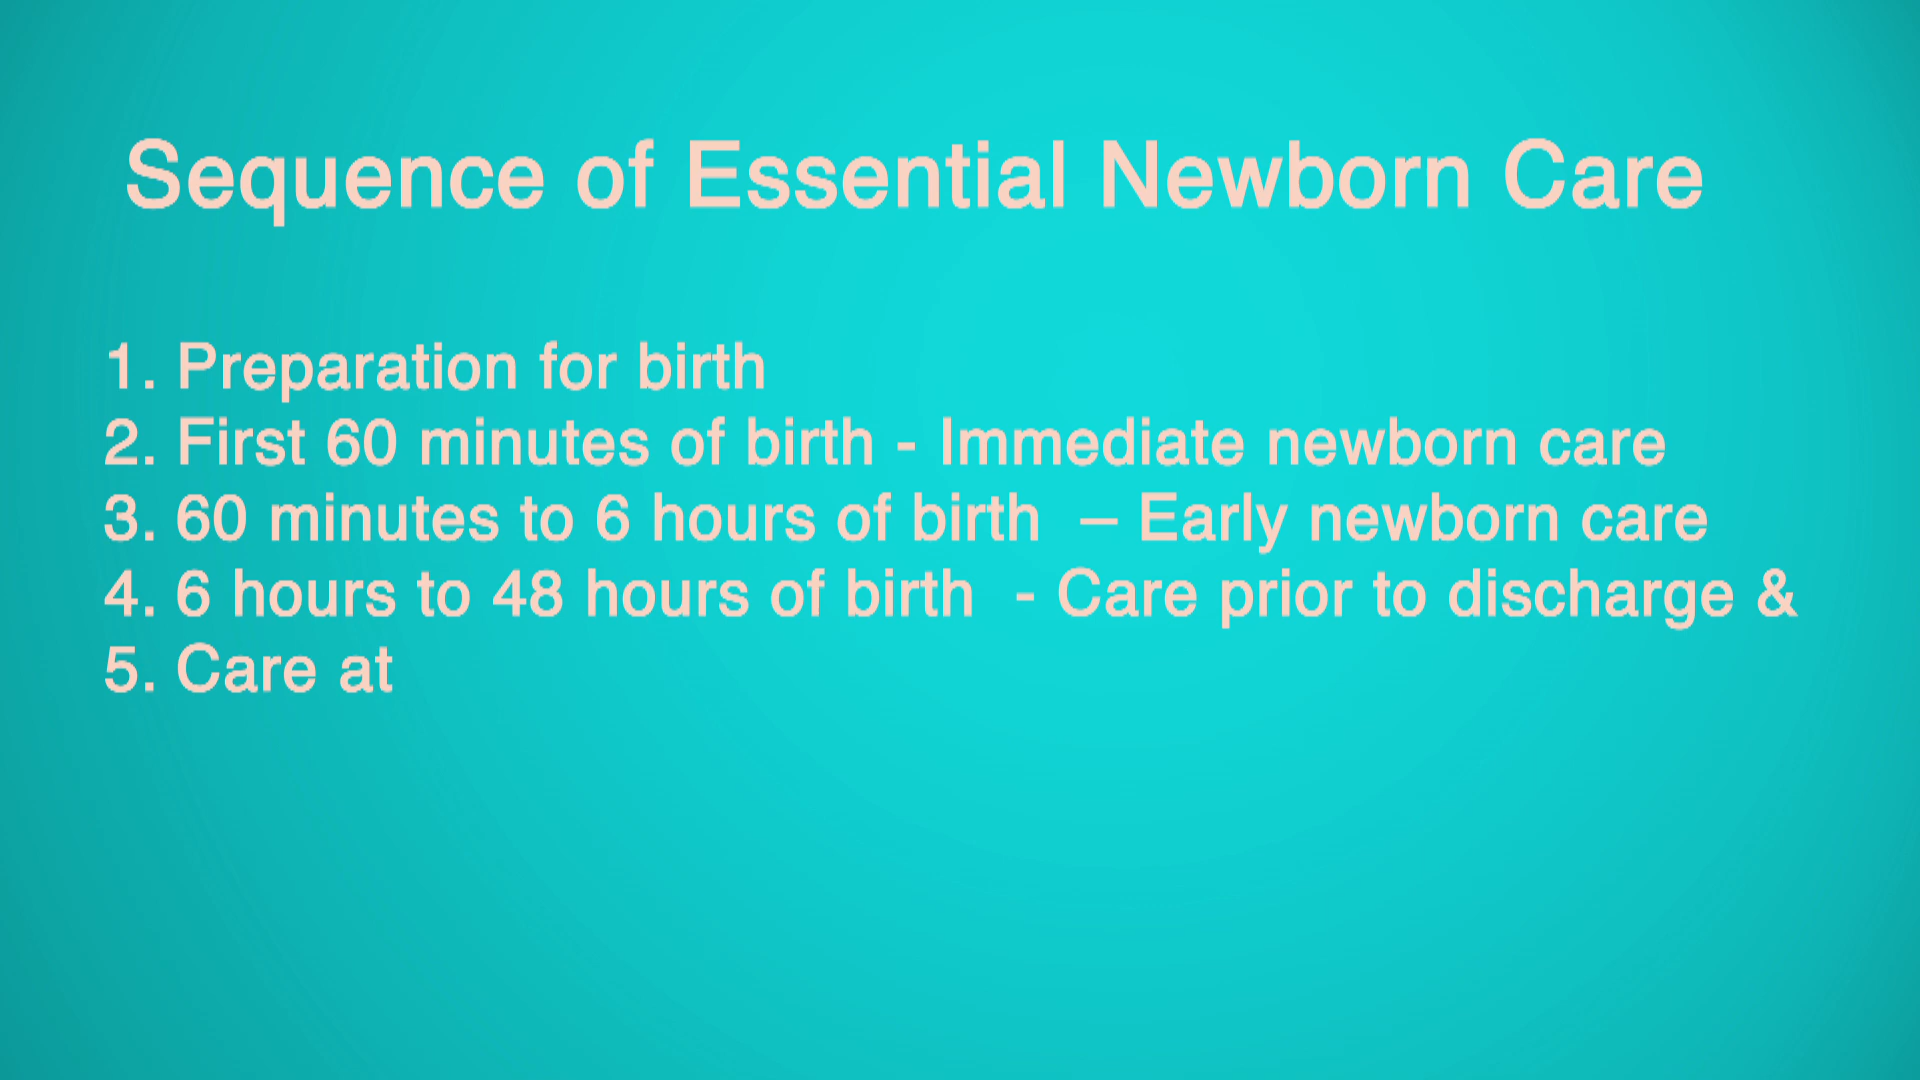 Sequence of Essential Newborn Care
1. Preparation for birth
2. First 60 minutes of birth - Immediate newborn care
3. 60 minutes to 6 hours of birth – Early newborn care
4. 6 hours to 48 hours of birth - Care prior to discharge &
5. Care at